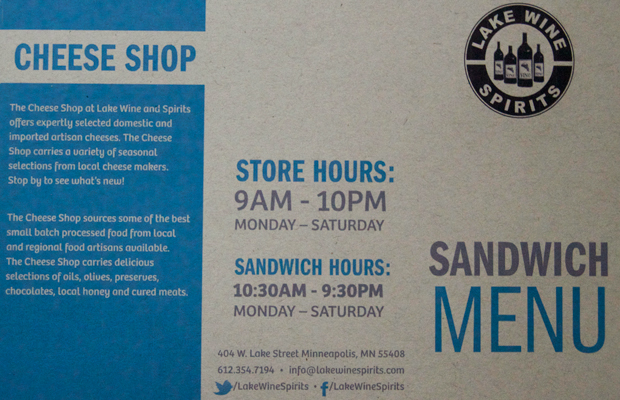 CHEESE SHOP
The Cheese Shop at Lake Wine and Spirits
offers expertly selected domestic and
imported artisan cheeses. The Cheese
Shop carries a variety of seasonal
selections from local cheese makers.
Stop by to see what's new!
The Cheese Shop sources some of the best
small batch processed food from local
and regional food artisans available.
The Cheese Shop carries delicious
selections of oils, olives, preserves,
chocolates, local honey and cured meats.
STORE HOURS:
9AM - 10PM
MONDAY – SATURDAY
SANDWICH HOURS:
10:30AM - 9:30PM
MONDAY – SATURDAY
404 W. Lake Street Minneapolis, MN 55408
612.354.7194 • info@lakewinespirits.com
/LakeWineSpirits • f/LakeWineSpirits
LAKE WINE
SPIRITS
SANDWICH
MENU